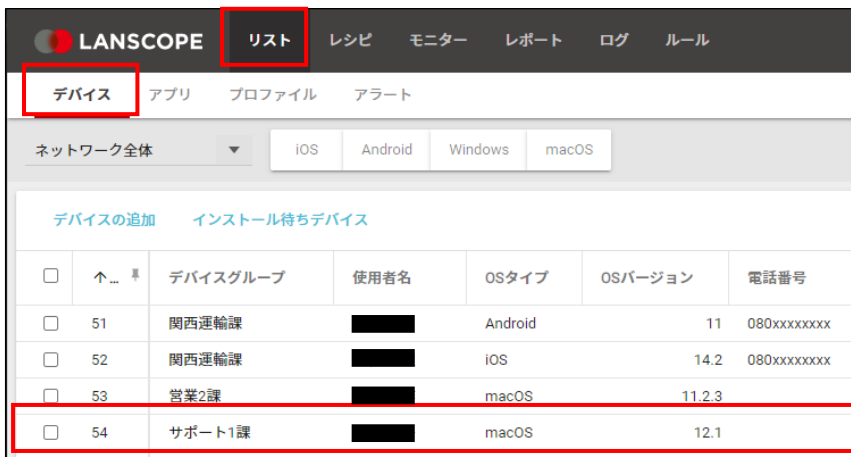 LANSCOPE リスト レシピ モニター レポート ログ ルール
デバイス アプリ プロファイル アラート
ネットワーク全体 iOS Android Windows macOS
デバイスの追加 インストール待ちデバイス
↑... デバイスグループ 使用者名 OSタイプ OSバージョン 電話番号
51 関西運輸課 Android 11 080xxxxxxxx
52 関西運輸課 iOS 14.2 080xxxxxxxx
53 営業2課 macOS 11.2.3
54 サポート1課 macOS 12.1